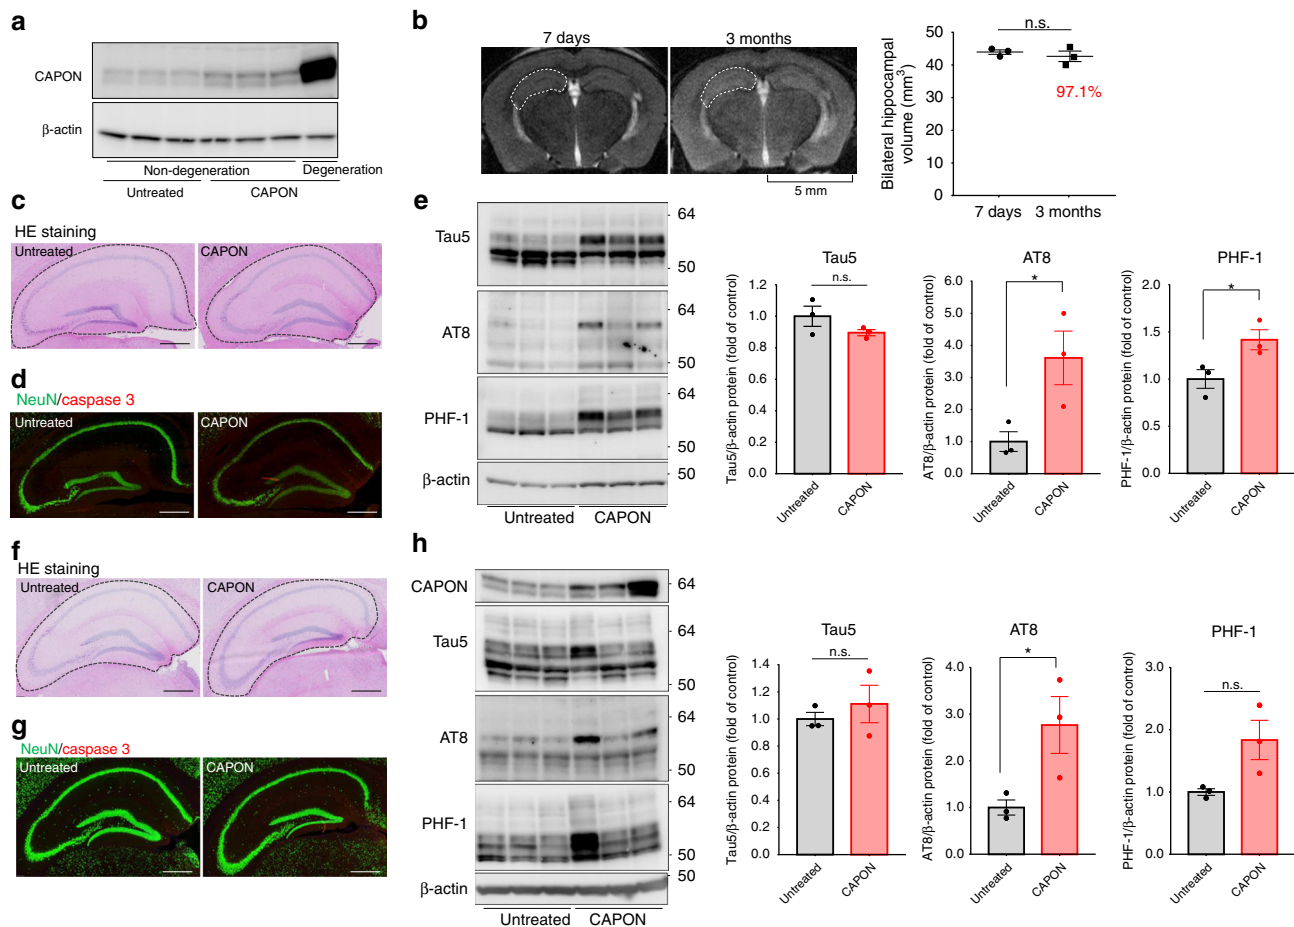 a
CAPON
β-actin
Non-degeneration
Degeneration
Untreated
CAPON
b
7 days
3 months
5 mm
Bilateral hippocampal
volume (mm³)
50
40
30
20
10
0
n.s.
97.1%
7 days
3 months
c
HE staining
Untreated
CAPON
d
NeuN/caspase 3
Untreated
CAPON
e
Tau5
64
50
AT8
64
50
PHF-1
64
50
β-actin
50
Untreated
CAPON
Tau5
Tau5/β-actin protein (fold of control)
1.2
1.0
0.8
0.6
0.4
0.2
0.0
n.s.
Untreated
CAPON
AT8
AT8/β-actin protein (fold of control)
6.0
5.0
4.0
3.0
2.0
1.0
0.0
*
Untreated
CAPON
PHF-1
PHF-1/β-actin protein (fold of control)
2.0
1.5
1.0
0.5
0.0
*
Untreated
CAPON
f
HE staining
Untreated
CAPON
g
NeuN/caspase 3
Untreated
CAPON
h
CAPON
64
Tau5
64
50
AT8
64
50
PHF-1
64
50
β-actin
50
Untreated
CAPON
Tau5
Tau5/β-actin protein (fold of control)
1.4
1.2
1.0
0.8
0.6
0.4
0.2
0.0
n.s.
Untreated
CAPON
AT8
AT8/β-actin protein (fold of control)
4.0
3.0
2.0
1.0
0.0
*
Untreated
CAPON
PHF-1
PHF-1/β-actin protein (fold of control)
3.0
2.0
1.0
0.0
n.s.
Untreated
CAPON